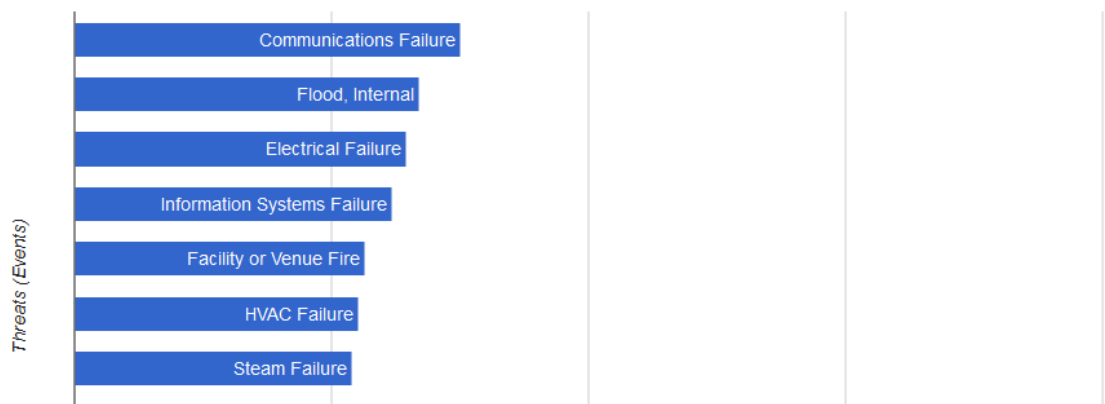 Communications Failure
Flood, Internal
Electrical Failure
Information Systems Failure
Facility or Venue Fire
HVAC Failure
Steam Failure
Threats (Events)